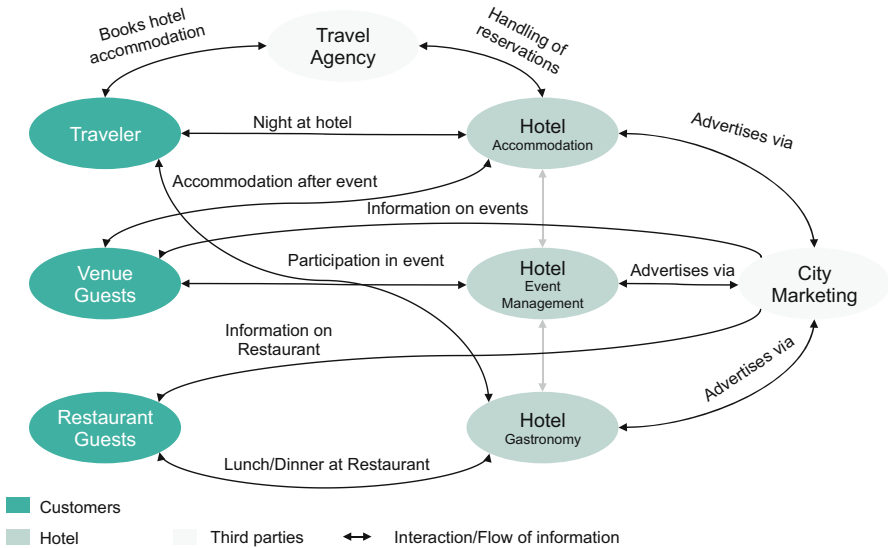 Books hotel
accommodation
Travel
Agency
Handling of
reservations
Traveler
Night at hotel
Hotel
Accommodation
Advertises via
Accommodation after event
Information on events
Venue
Guests
Participation in event
Hotel
Event
Management
Advertises via
City
Marketing
Information on
Restaurant
Advertises via
Restaurant
Guests
Hotel
Gastronomy
Lunch/Dinner at Restaurant
Customers
Hotel
Third parties
Interaction/Flow of information